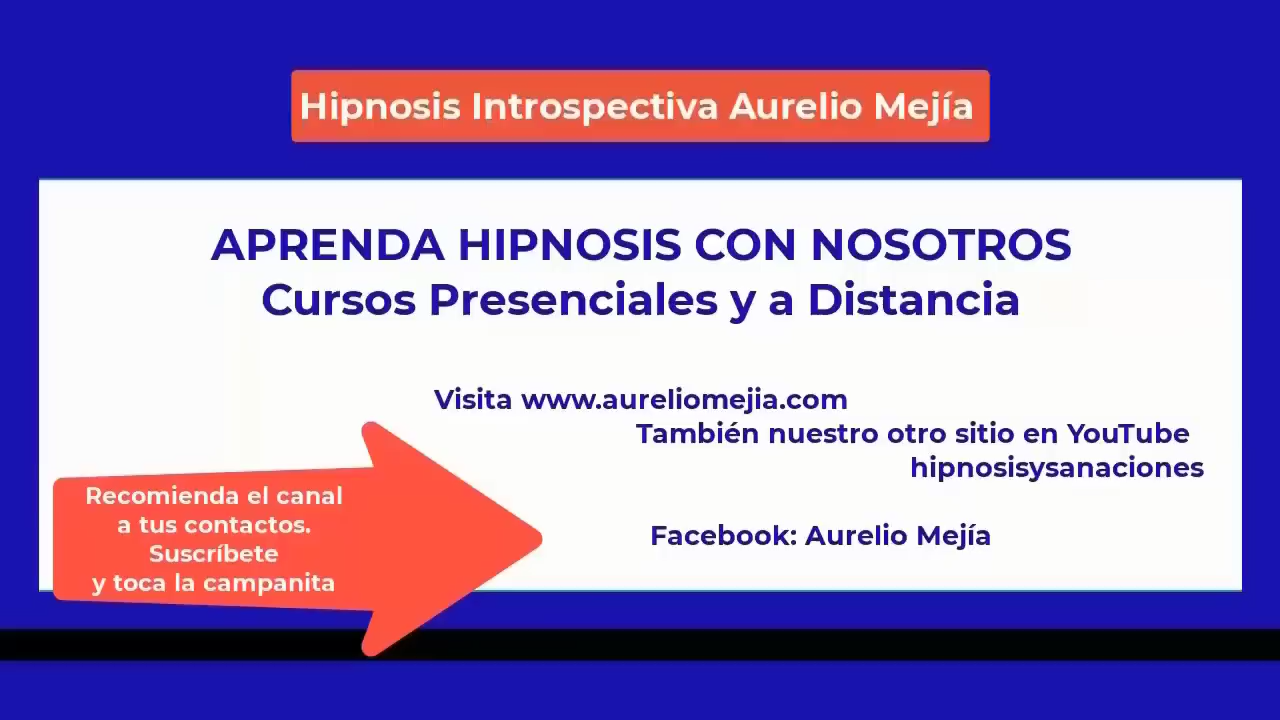 Hipnosis Introspectiva Aurelio Mejía
APRENDA HIPNOSIS CON NOSOTROS
Cursos Presenciales y a Distancia
Visita www.aureliomejia.com
También nuestro otro sitio en YouTube
hipnosisysanaciones
Facebook: Aurelio Mejía
Recomienda el canal
a tus contactos.
Suscríbete
y toca la campanita